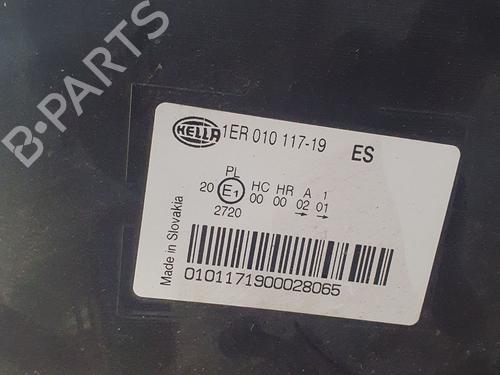 B-PARTS
HELLA 1ER 010 117-19 ES
PL
20 E1 HC HR A 1
00 00 02 01
2720
Made in Slovakia
0101171900028065